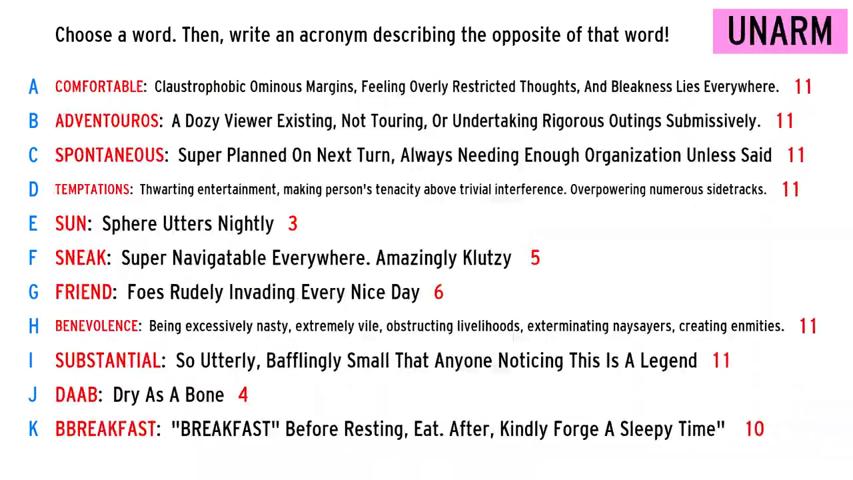 Choose a word. Then, write an acronym describing the opposite of that word!
UNARM
A COMFORTABLE: Claustrophobic Ominous Margins, Feeling Overly Restricted Thoughts, And Bleakness Lies Everywhere. 11
B ADVENTOUROS: A Dozy Viewer Existing, Not Touring, Or Undertaking Rigorous Outings Submissively. 11
C SPONTANEOUS: Super Planned On Next Turn, Always Needing Enough Organization Unless Said 11
D TEMPTATIONS: Thwarting entertainment, making person's tenacity above trivial interference. Overpowering numerous sidetracks. 11
E SUN: Sphere Utters Nightly 3
F SNEAK: Super Navigatable Everywhere. Amazingly Klutzy 5
G FRIEND: Foes Rudely Invading Every Nice Day 6
H BENEVOLENCE: Being excessively nasty, extremely vile, obstructing livelihoods, exterminating naysayers, creating enmities. 11
I SUBSTANTIAL: So Utterly, Bafflingly Small That Anyone Noticing This Is A Legend 11
J DAAB: Dry As A Bone 4
K BBREAKFAST: "BREAKFAST" Before Resting, Eat. After, Kindly Forge A Sleepy Time" 10